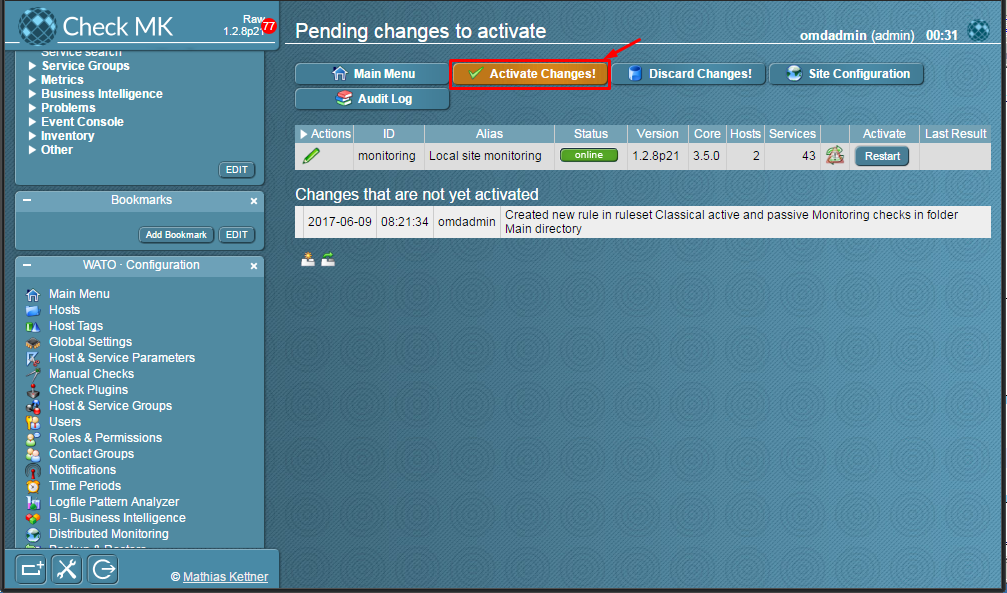 Check MK
Raw
1.2.8p21
77
Service search
Service Groups
Metrics
Business Intelligence
Problems
Event Console
Inventory
Other
EDIT
Bookmarks
Add Bookmark EDIT
WATO · Configuration
Main Menu
Hosts
Host Tags
Global Settings
Host & Service Parameters
Manual Checks
Check Plugins
Host & Service Groups
Users
Roles & Permissions
Contact Groups
Notifications
Time Periods
Logfile Pattern Analyzer
BI - Business Intelligence
Distributed Monitoring
Backup & Restore
© Mathias Kettner
Pending changes to activate
omdadmin (admin) 00:31
Main Menu Activate Changes! Discard Changes! Site Configuration
Audit Log
Actions ID Alias Status Version Core Hosts Services Activate Last Result
monitoring Local site monitoring online 1.2.8p21 3.5.0 2 43 Restart
Changes that are not yet activated
2017-06-09 08:21:34 omdadmin Created new rule in ruleset Classical active and passive Monitoring checks in folder
Main directory